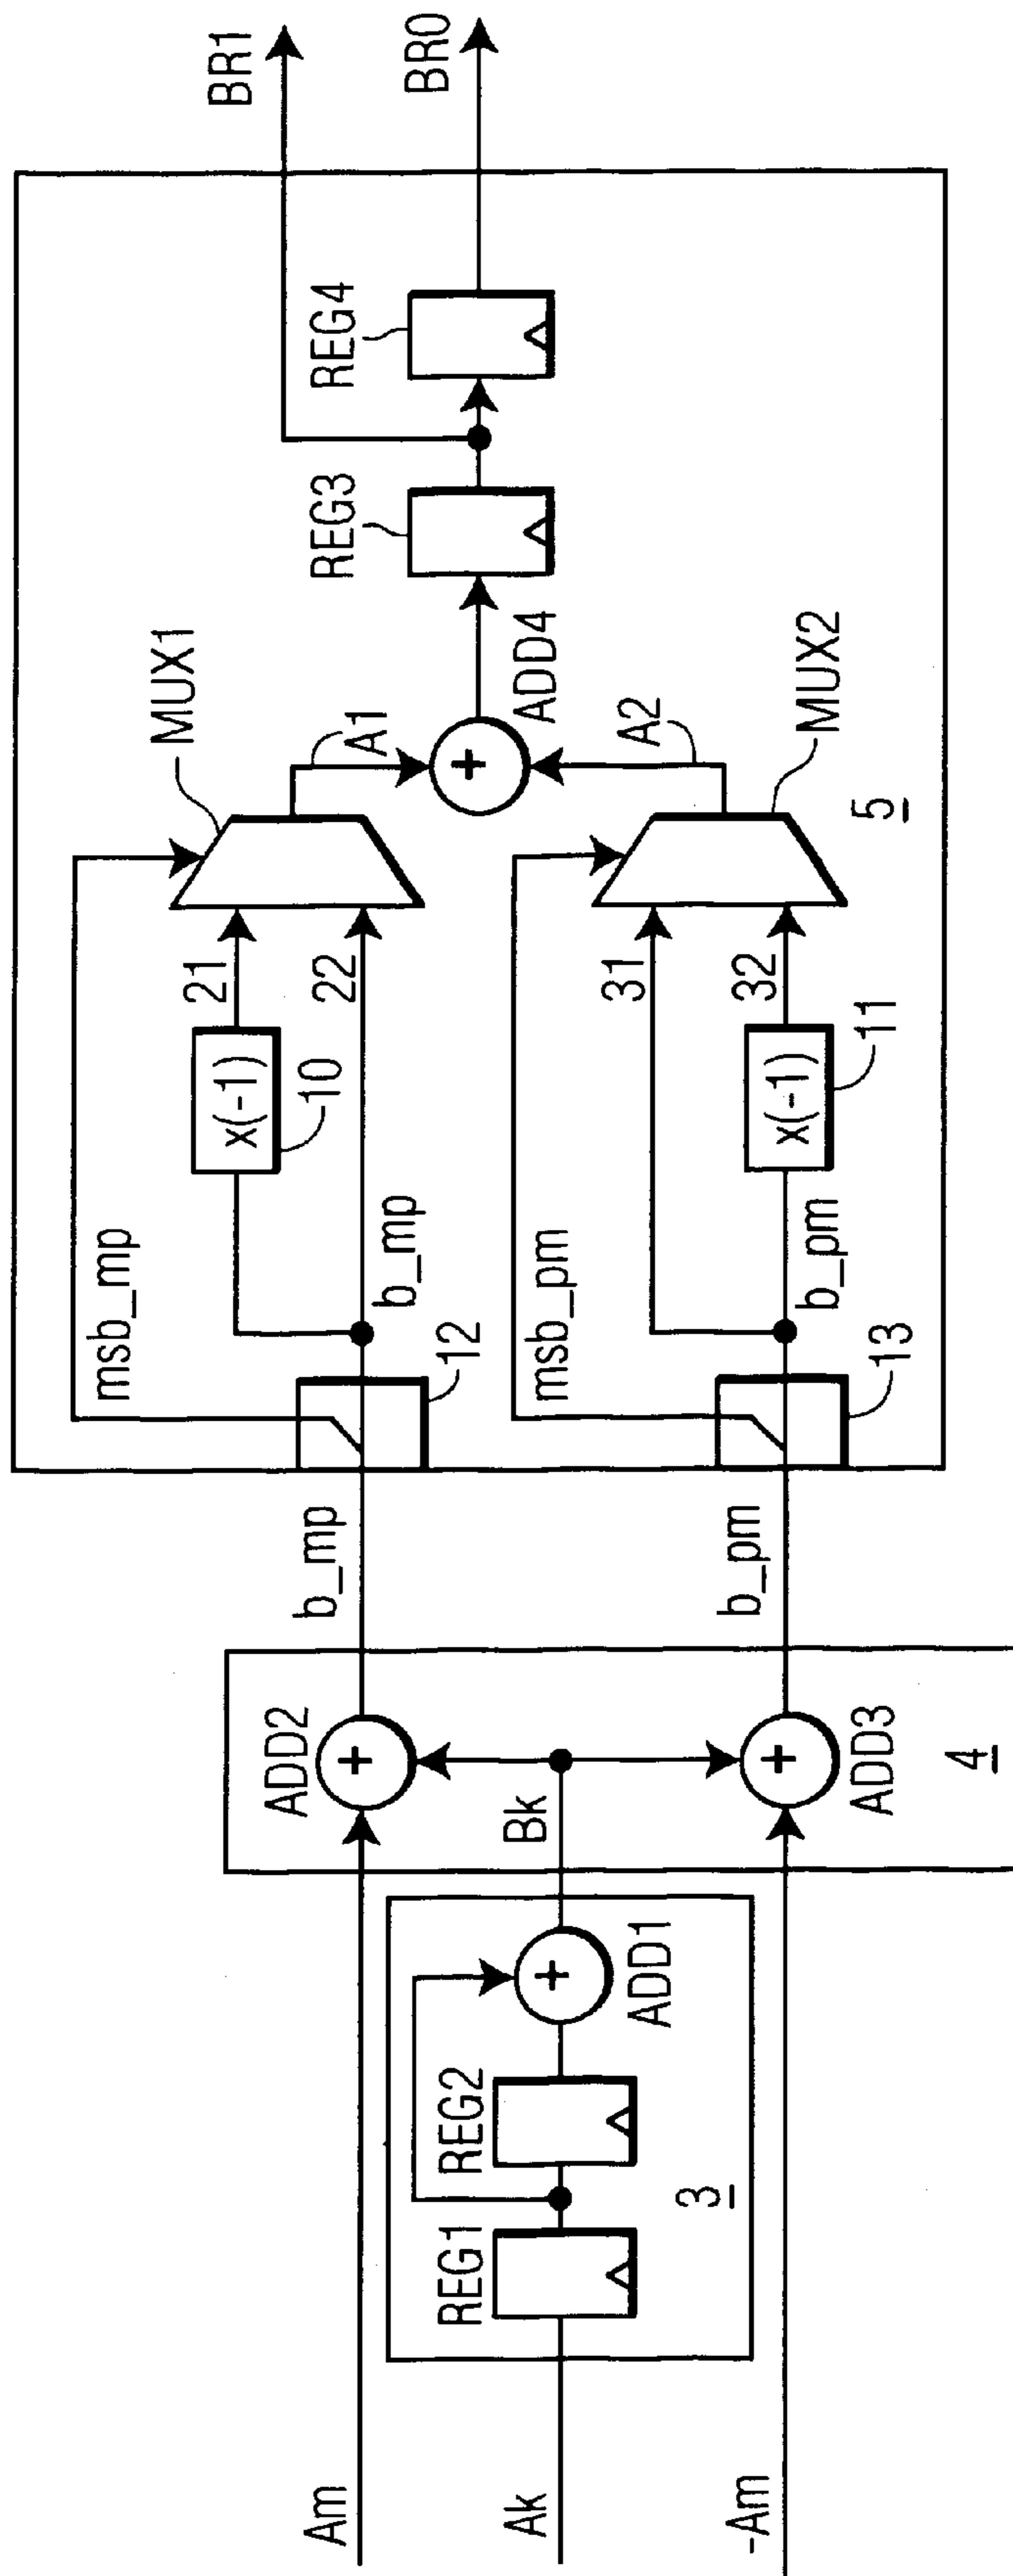 Am
Ak
-Am
REG1
REG2
ADD1
3
Bk
ADD2
+
+
+
ADD3
4
b_mp
b_pm
12
13
msb_mp
b_mp
msb_pm
b_pm
x(-1)
10
x(-1)
11
21
22
31
32
MUX1
MUX2
A1
A2
+
ADD4
5
REG3
REG4
BR1
BR0